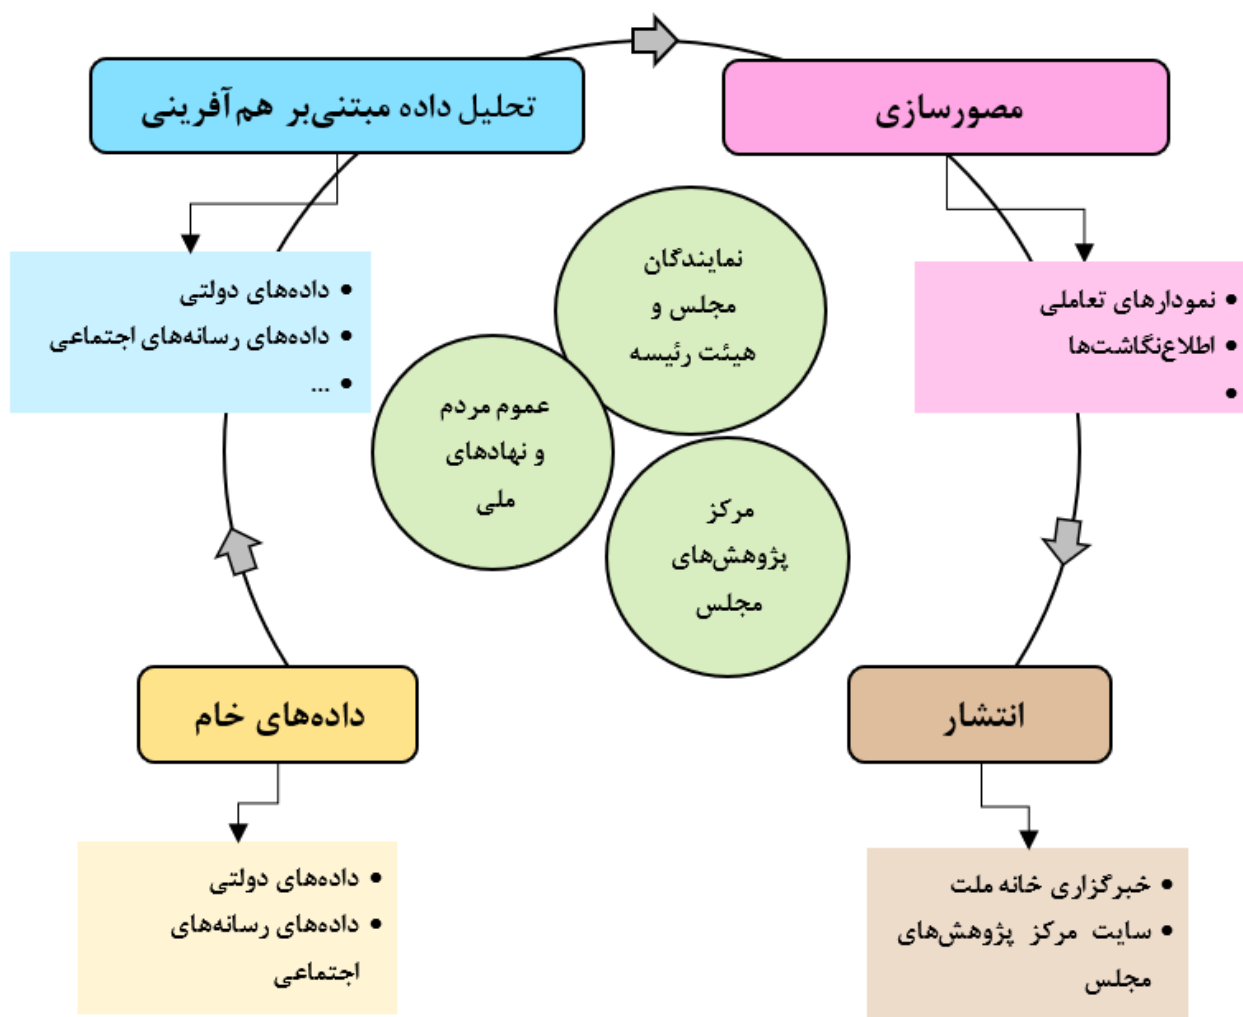 مصورسازی
تحلیل داده مبتنی‌بر هم‌آفرینی
• نمودارهای تعاملی
• اطلاع‌نگاشت‌ها
•
نمایندگان
مجلس و
هیئت رئیسه
• داده‌های دولتی
• داده‌های رسانه‌های اجتماعی
• ...
عموم مردم
و نهادهای
ملی
مرکز
پژوهش‌های
مجلس
انتشار
داده‌های خام
• خبرگزاری خانه ملت
• سایت مرکز پژوهش‌های
مجلس
• داده‌های دولتی
• داده‌های رسانه‌های
اجتماعی